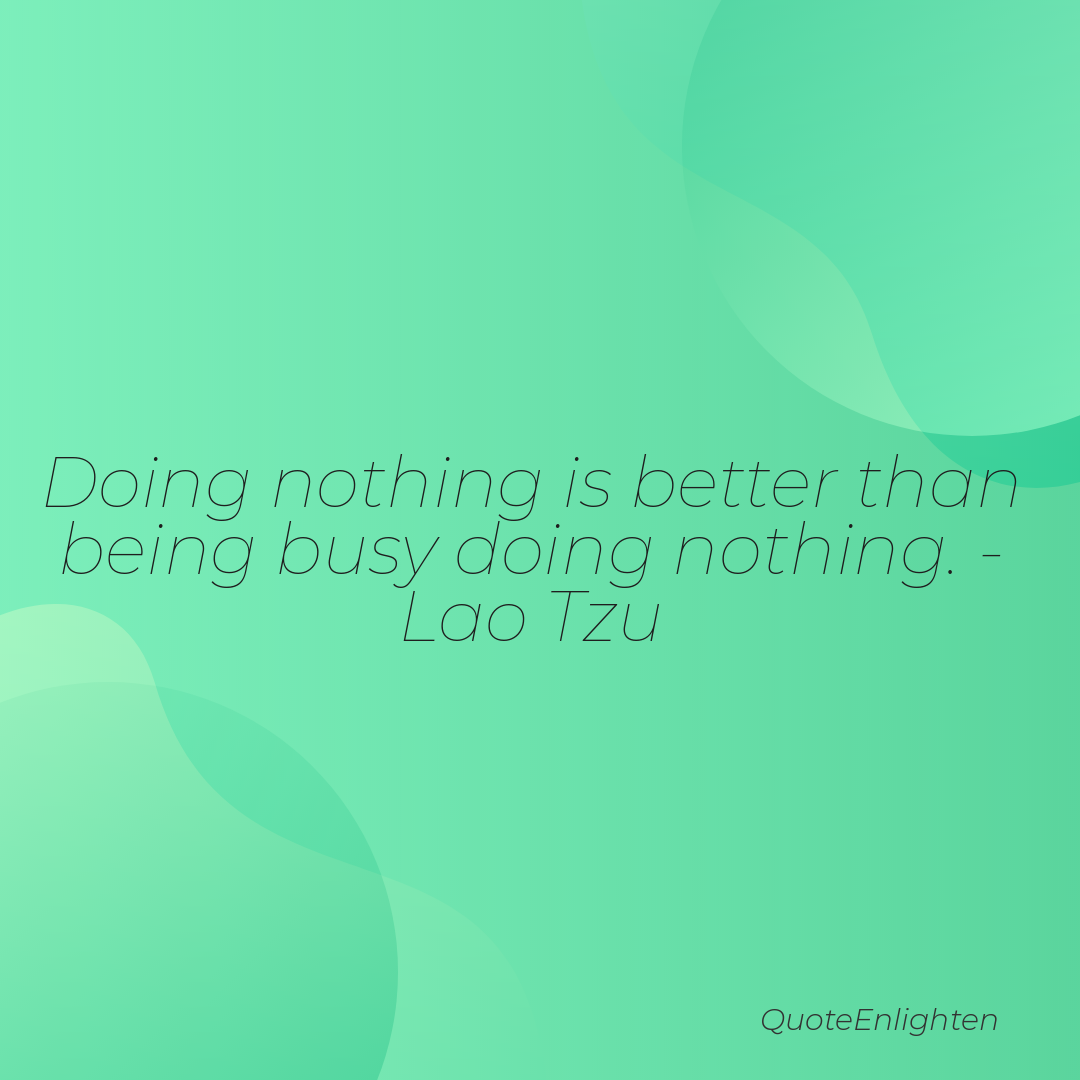 Doing nothing is better than
being busy doing nothing. -
Lao Tzu
QuoteEnlighten